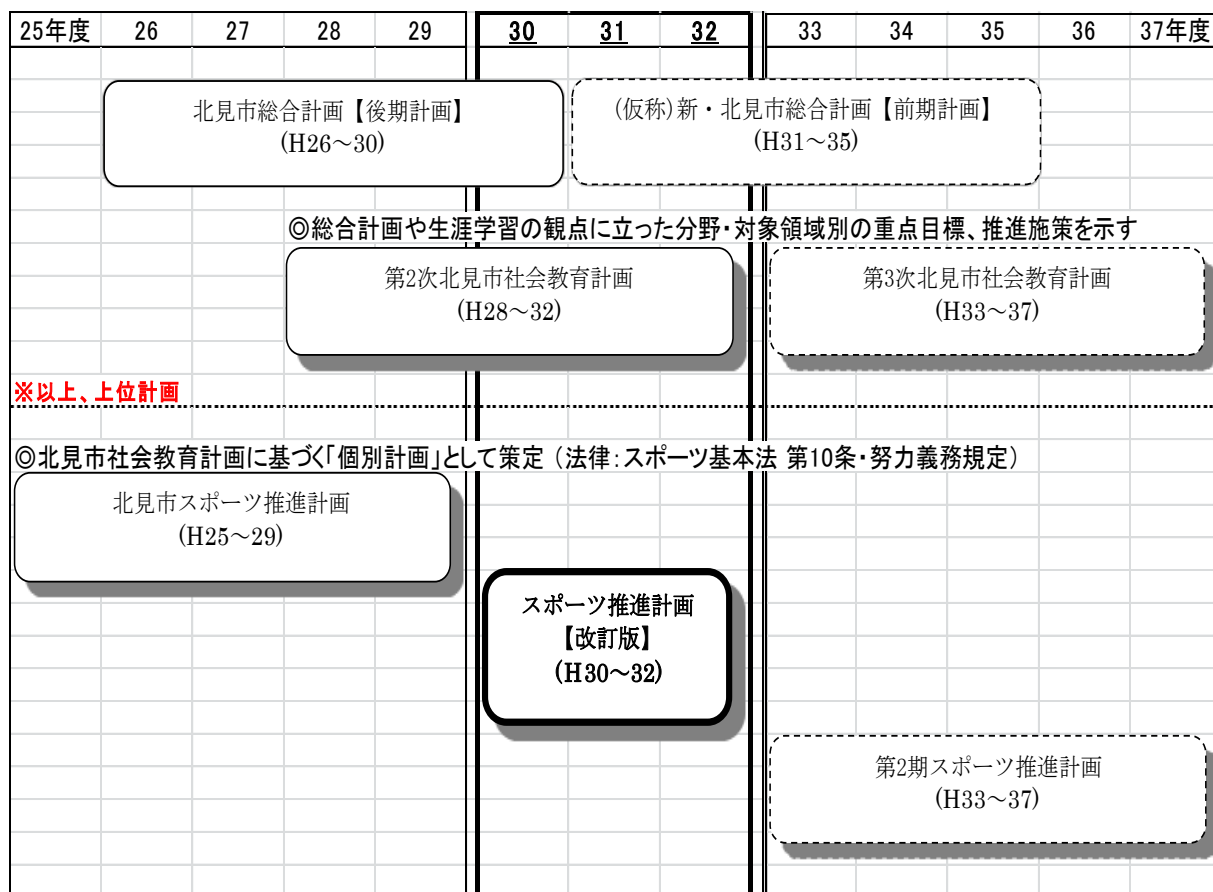 25年度 26 27 28 29 30 31 32 33 34 35 36 37年度
北見市総合計画【後期計画】
(H26～30)
(仮称)新・北見市総合計画【前期計画】
(H31～35)
◎総合計画や生涯学習の観点に立った分野・対象領域別の重点目標、推進施策を示す
第2次北見市社会教育計画
(H28～32)
第3次北見市社会教育計画
(H33～37)
※以上、上位計画
◎北見市社会教育計画に基づく「個別計画」として策定（法律：スポーツ基本法 第10条・努力義務規定）
北見市スポーツ推進計画
(H25～29)
スポーツ推進計画
【改訂版】
(H30～32)
第2期スポーツ推進計画
(H33～37)